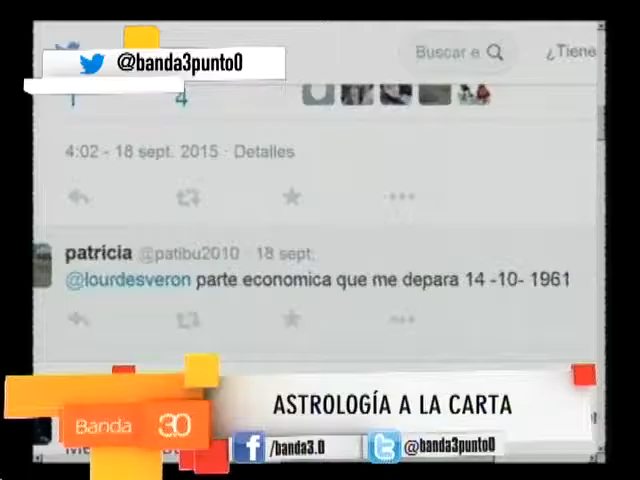 @banda3punto0
Buscar e
¿Tiene
1 4
4:02 - 18 sept. 2015 · Detalles
patricia @patibu2010 · 18 sept.
@lourdesveron parte economica que me depara 14 -10- 1961
ASTROLOGÍA A LA CARTA
Banda 3.0
/banda3.0
@banda3punto0